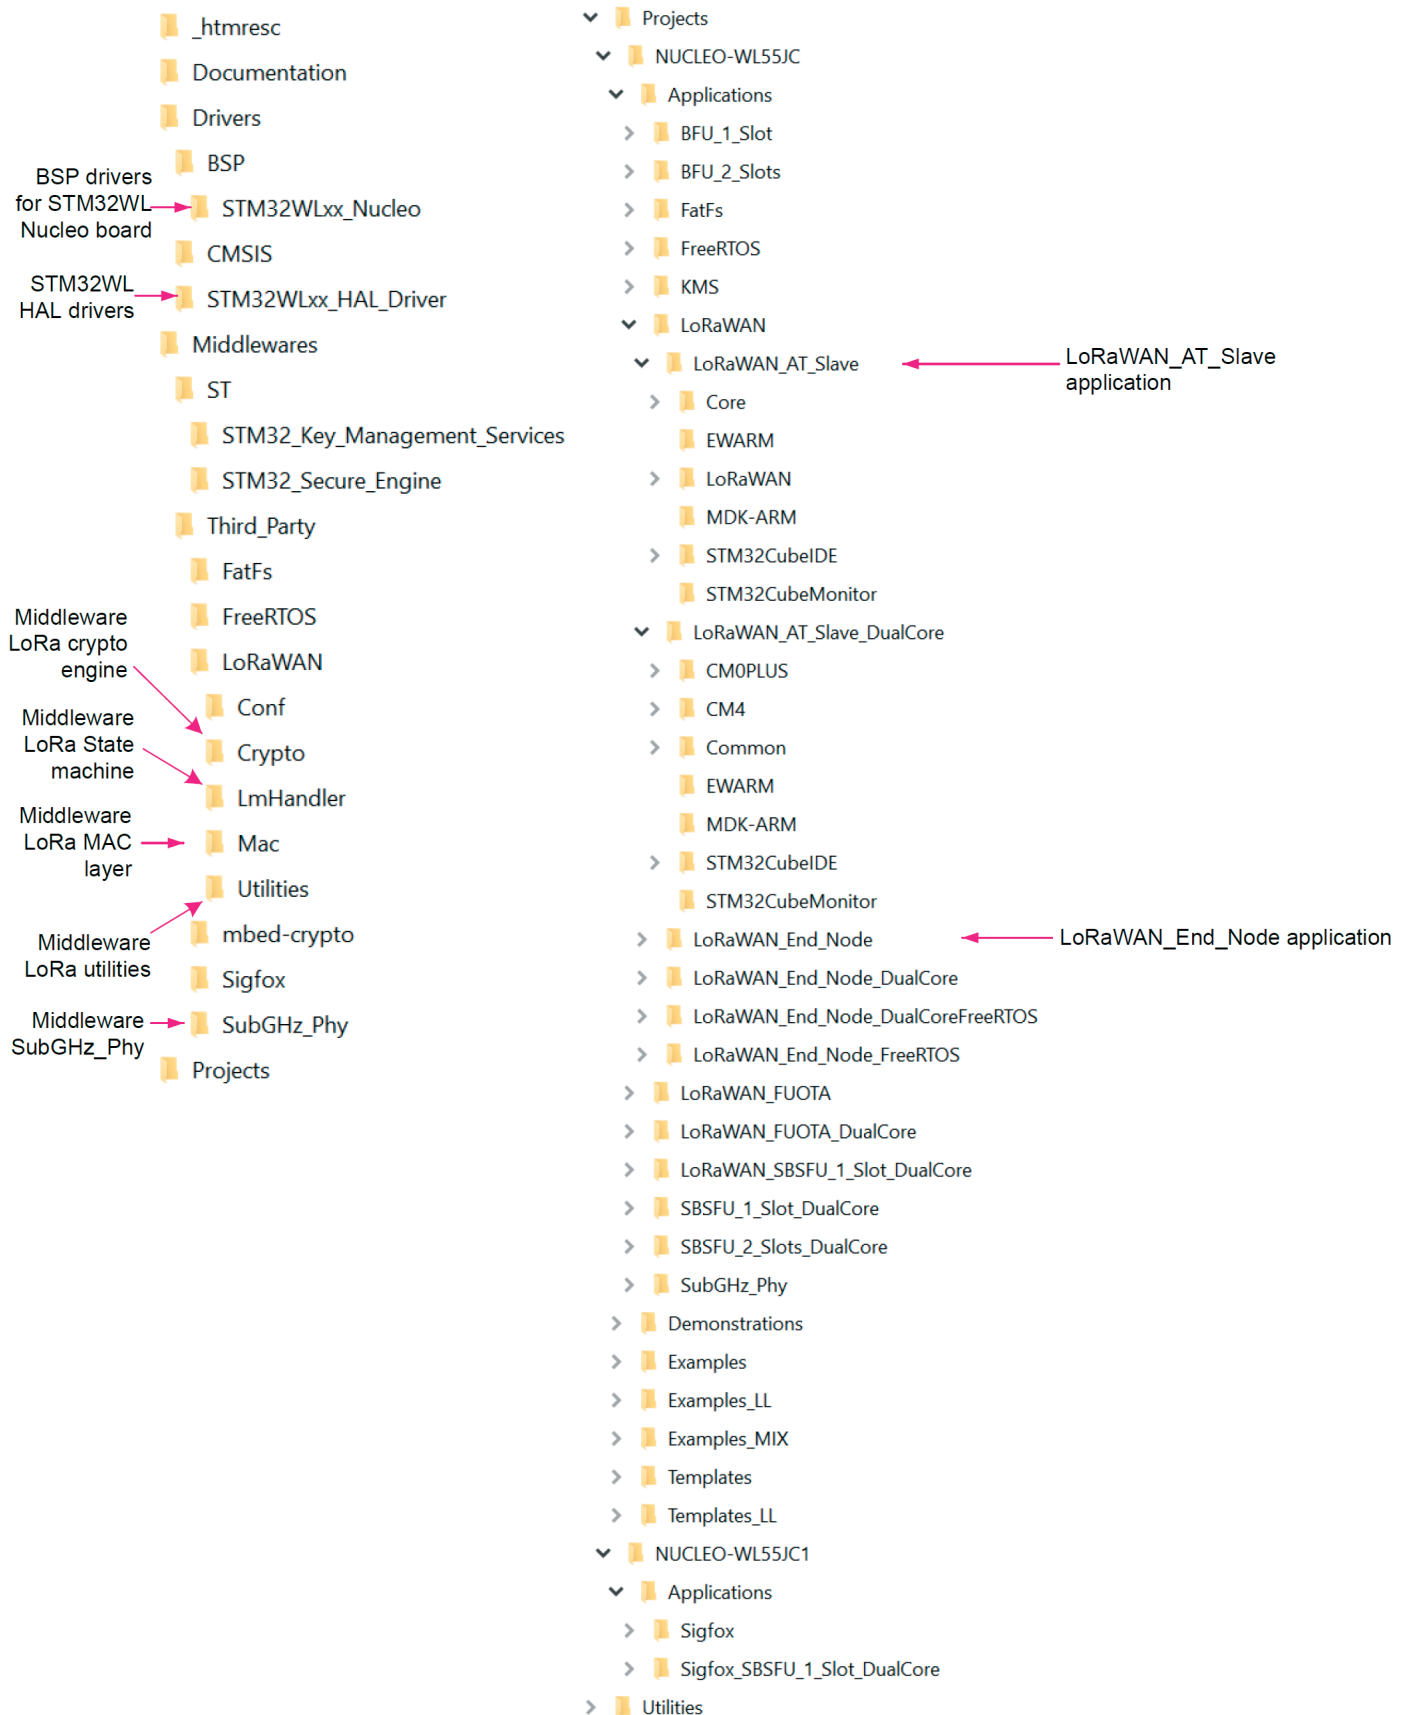 _htmresc
Documentation
Drivers
BSP
BSP drivers
for STM32WL
Nucleo board
STM32WLxx_Nucleo
CMSIS
STM32WL
HAL drivers
STM32WLxx_HAL_Driver
Middlewares
ST
STM32_Key_Management_Services
STM32_Secure_Engine
Third_Party
FatFs
FreeRTOS
Middleware
LoRa crypto
engine
LoRaWAN
Conf
Middleware
LoRa State
machine
Crypto
LmHandler
Middleware
LoRa MAC
layer
Mac
Utilities
Middleware
LoRa utilities
mbed-crypto
Sigfox
Middleware
SubGHz_Phy
SubGHz_Phy
Projects
Projects
NUCLEO-WL55JC
Applications
BFU_1_Slot
BFU_2_Slots
FatFs
FreeRTOS
KMS
LoRaWAN
LoRaWAN_AT_Slave
LoRaWAN_AT_Slave
application
Core
EWARM
LoRaWAN
MDK-ARM
STM32CubeIDE
STM32CubeMonitor
LoRaWAN_AT_Slave_DualCore
CM0PLUS
CM4
Common
EWARM
MDK-ARM
STM32CubeIDE
STM32CubeMonitor
LoRaWAN_End_Node
LoRaWAN_End_Node application
LoRaWAN_End_Node_DualCore
LoRaWAN_End_Node_DualCoreFreeRTOS
LoRaWAN_End_Node_FreeRTOS
LoRaWAN_FUOTA
LoRaWAN_FUOTA_DualCore
LoRaWAN_SBSFU_1_Slot_DualCore
SBSFU_1_Slot_DualCore
SBSFU_2_Slots_DualCore
SubGHz_Phy
Demonstrations
Examples
Examples_LL
Examples_MIX
Templates
Templates_LL
NUCLEO-WL55JC1
Applications
Sigfox
Sigfox_SBSFU_1_Slot_DualCore
Utilities